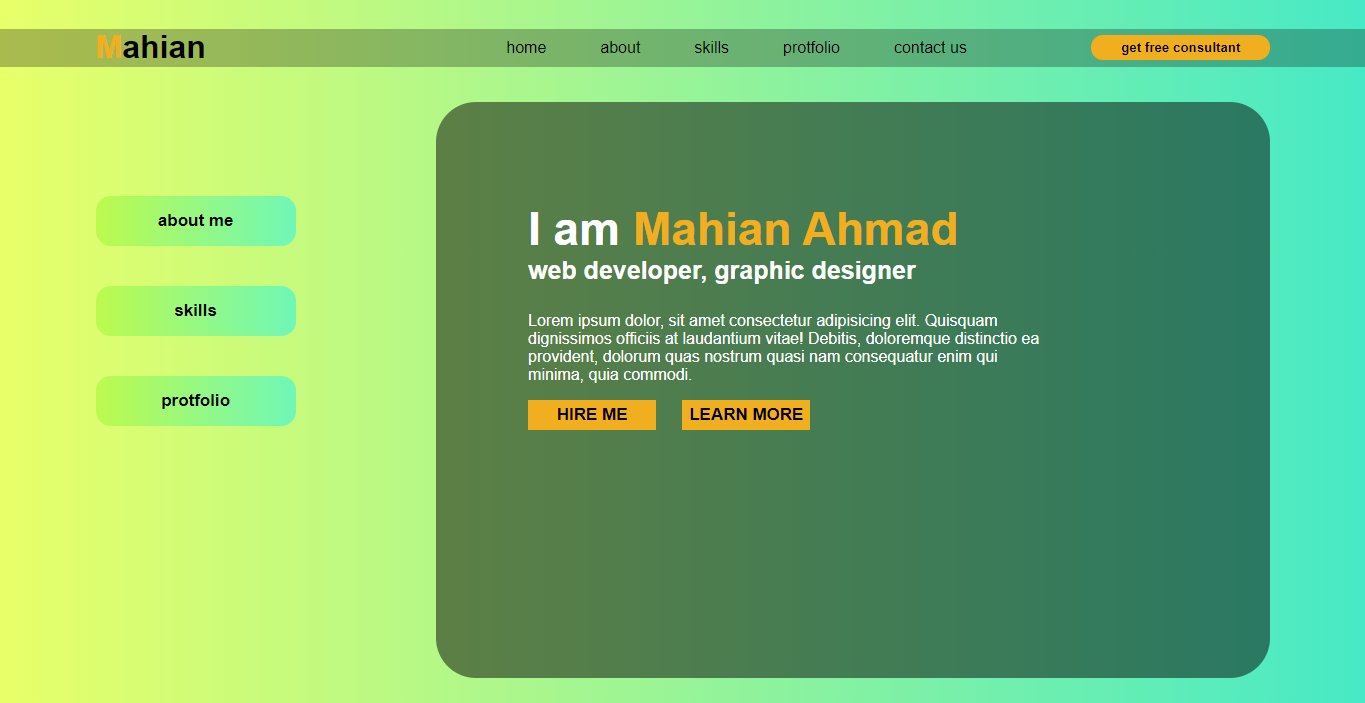 Mahian
home about skills protfolio contact us
get free consultant
about me
skills
protfolio
I am Mahian Ahmad
web developer, graphic designer
Lorem ipsum dolor, sit amet consectetur adipisicing elit. Quisquam
dignissimos officiis at laudantium vitae! Debitis, doloremque distinctio ea
provident, dolorum quas nostrum quasi nam consequatur enim qui
minima, quia commodi.
HIRE ME
LEARN MORE